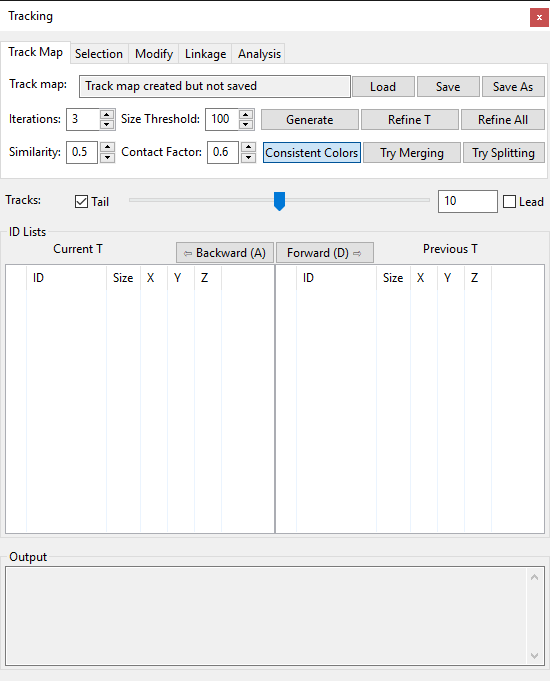 Tracking
Track Map Selection Modify Linkage Analysis
Track map: Track map created but not saved Load Save Save As
Iterations: 3 Size Threshold: 100 Generate Refine T Refine All
Similarity: 0.5 Contact Factor: 0.6 Consistent Colors Try Merging Try Splitting
Tracks: Tail 10 Lead
ID Lists
Current T ⇦ Backward (A) Forward (D) ⇨ Previous T
ID Size X Y Z ID Size X Y Z
Output